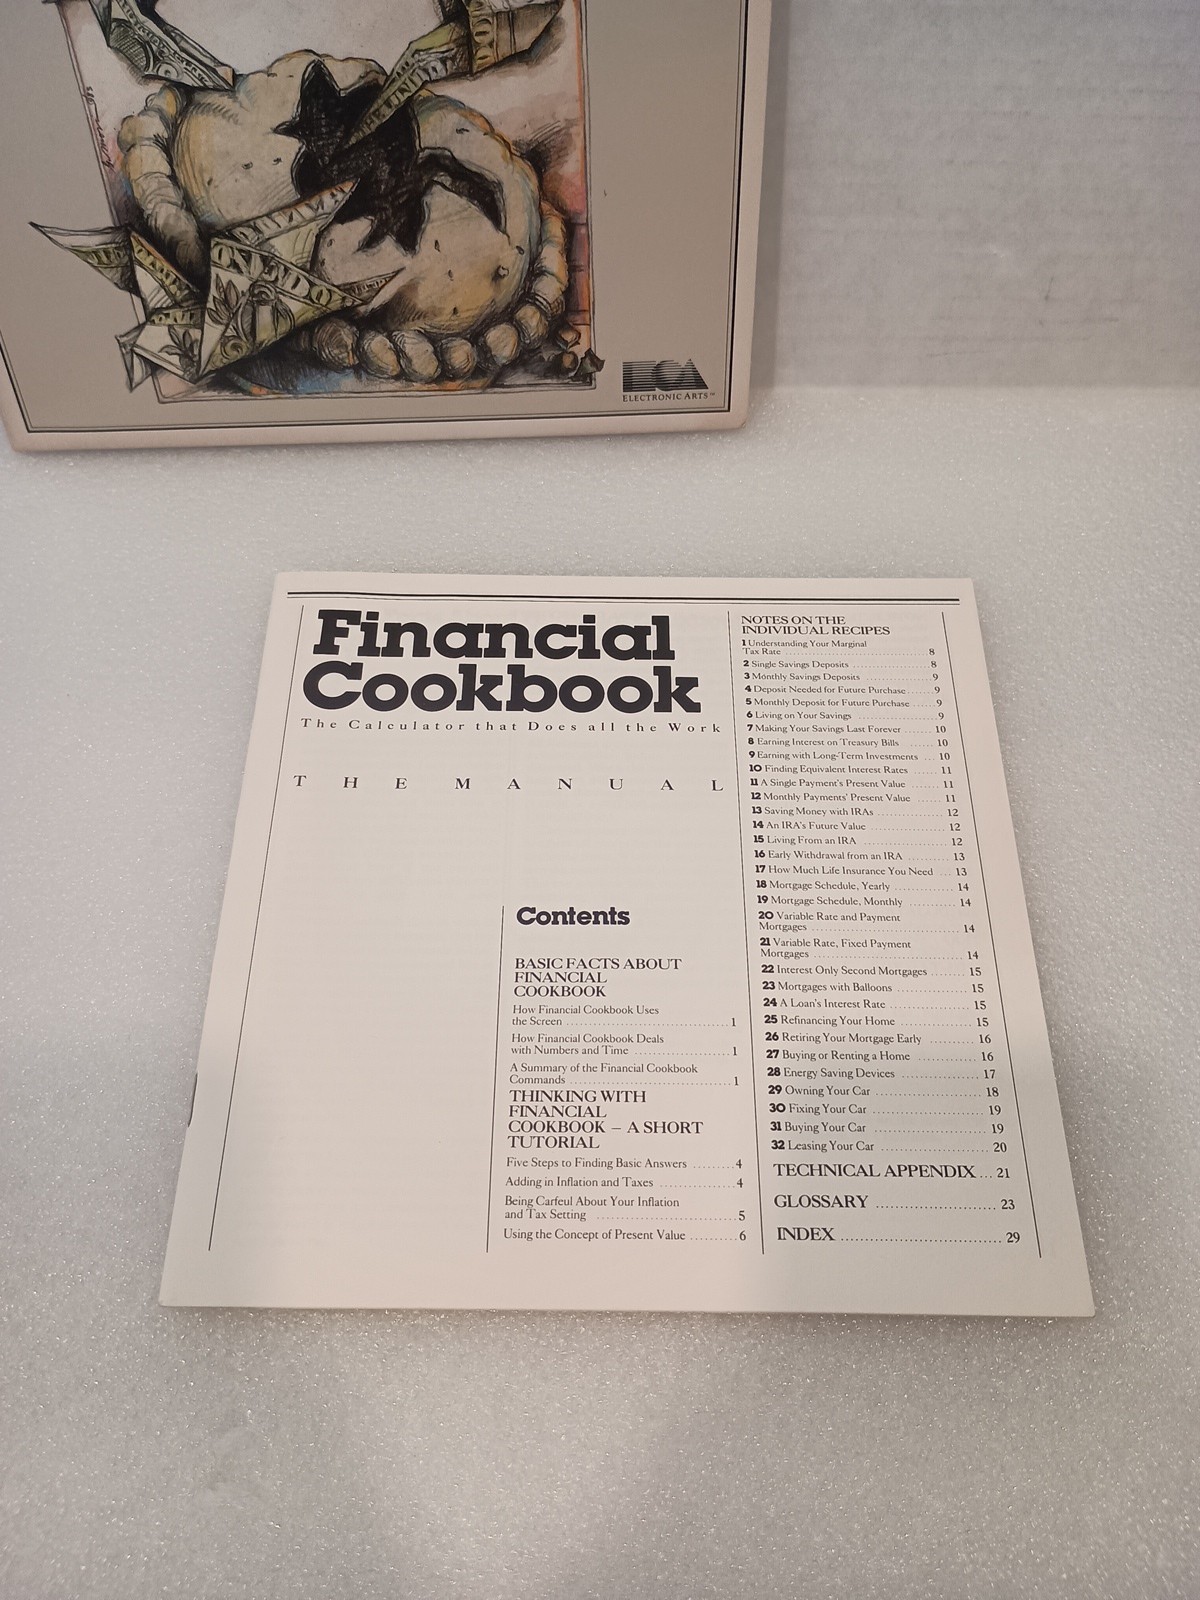 ONE DO
ELECTRONIC ARTS™
Financial
Cookbook
The Calculator that Does all the Work
THE MANUAL
Contents
BASIC FACTS ABOUT
FINANCIAL
COOKBOOK
How Financial Cookbook Uses
the Screen ........ 1
How Financial Cookbook Deals
with Numbers and Time ........ 1
A Summary of the Financial Cookbook
Commands ........ 1
THINKING WITH
FINANCIAL
COOKBOOK – A SHORT
TUTORIAL
Five Steps to Finding Basic Answers ........ 4
Adding in Inflation and Taxes ........ 4
Being Carfeul About Your Inflation
and Tax Setting ........ 5
Using the Concept of Present Value ........ 6
NOTES ON THE
INDIVIDUAL RECIPES
1 Understanding Your Marginal
Tax Rate ........ 8
2 Single Savings Deposits ........ 8
3 Monthly Savings Deposits ........ 9
4 Deposit Needed for Future Purchase ........ 9
5 Monthly Deposit for Future Purchase ........ 9
6 Living on Your Savings ........ 9
7 Making Your Savings Last Forever ........ 10
8 Earning Interest on Treasury Bills ........ 10
9 Earning with Long-Term Investments ... 10
10 Finding Equivalent Interest Rates ........ 11
11 A Single Payment's Present Value ........ 11
12 Monthly Payments' Present Value ........ 11
13 Saving Money with IRAs ........ 12
14 An IRA's Future Value ........ 12
15 Living From an IRA ........ 12
16 Early Withdrawal from an IRA ........ 13
17 How Much Life Insurance You Need ... 13
18 Mortgage Schedule, Yearly ........ 14
19 Mortgage Schedule, Monthly ........ 14
20 Variable Rate and Payment
Mortgages ........ 14
21 Variable Rate, Fixed Payment
Mortgages ........ 14
22 Interest Only Second Mortgages ........ 15
23 Mortgages with Balloons ........ 15
24 A Loan's Interest Rate ........ 15
25 Refinancing Your Home ........ 15
26 Retiring Your Mortgage Early ........ 16
27 Buying or Renting a Home ........ 16
28 Energy Saving Devices ........ 17
29 Owning Your Car ........ 18
30 Fixing Your Car ........ 19
31 Buying Your Car ........ 19
32 Leasing Your Car ........ 20
TECHNICAL APPENDIX ... 21
GLOSSARY ........ 23
INDEX ........ 29